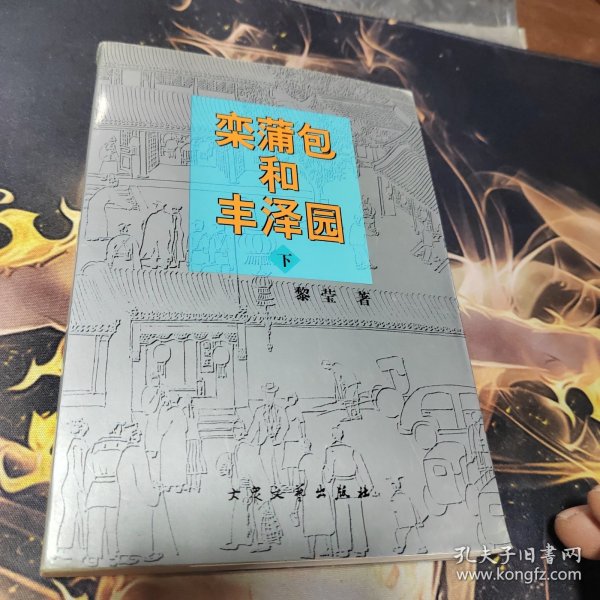 栾蒲包
和
丰泽园
下
黎莹著
大众文艺出版社
孔夫子旧书网
www.kongfz.com